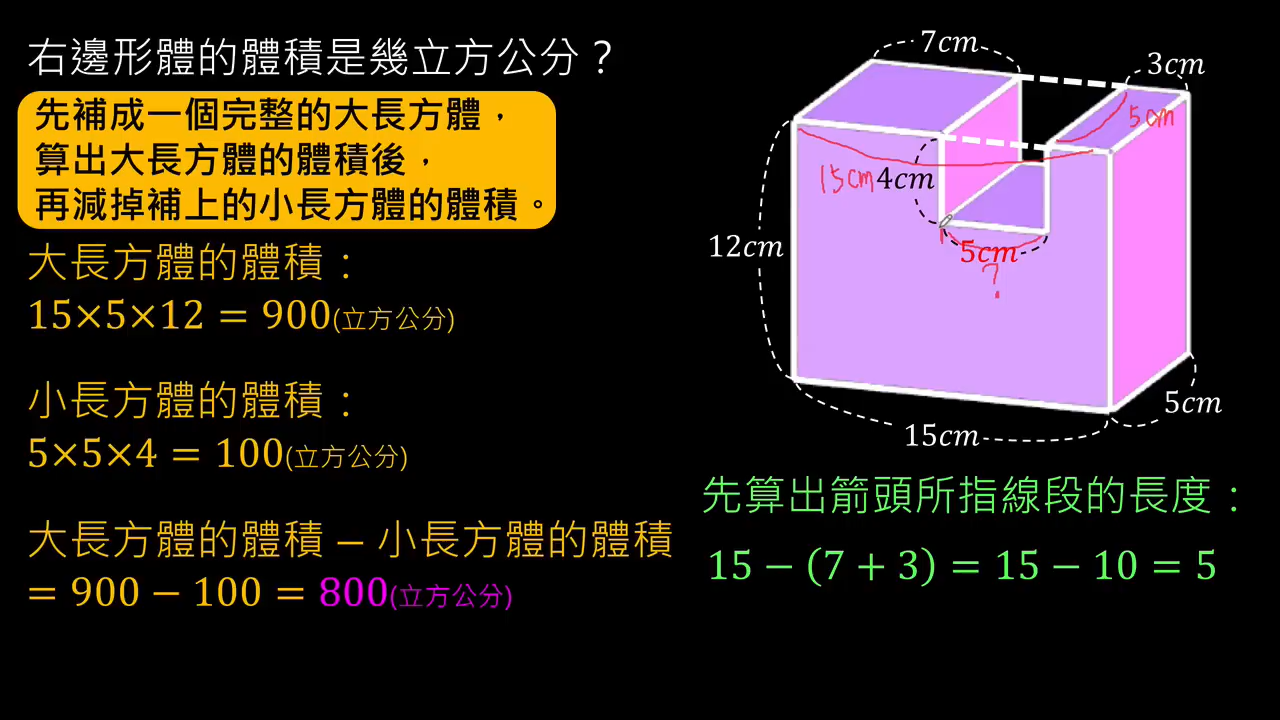 右邊形體的體積是幾立方公分？
先補成一個完整的大長方體，
算出大長方體的體積後，
再減掉補上的小長方體的體積。
大長方體的體積：
15×5×12＝900(立方公分)
小長方體的體積：
5×5×4＝100(立方公分)
大長方體的體積－小長方體的體積
＝900－100＝800(立方公分)
7cm
3cm
5cm
15cm
4cm
12cm
5cm
?
5cm
15cm
先算出箭頭所指線段的長度：
15－(7＋3)＝15－10＝5